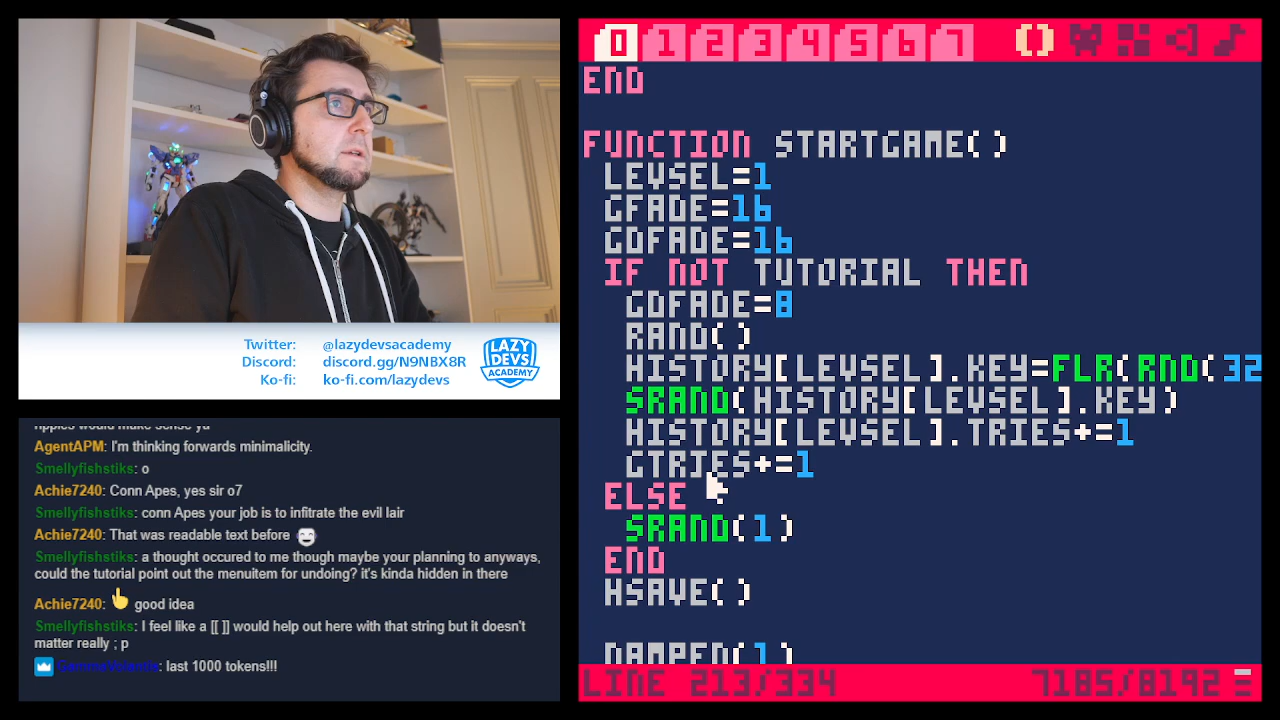 Twitter: @lazydevsacademy
Discord: discord.gg/N9NBX8R
Ko-fi: ko-fi.com/lazydevs
LAZY
DEVS
ACADEMY
ripples would make sense ya
AgentAPM: I'm thinking forwards minimalicity.
Smellyfishstiks: o
Achie7240: Conn Apes, yes sir o7
Smellyfishstiks: conn Apes your job is to infitrate the evil lair
Achie7240: That was readable text before
Smellyfishstiks: a thought occured to me though maybe your planning to anyways,
could the tutorial point out the menuitem for undoing? it's kinda hidden in there
Achie7240: good idea
Smellyfishstiks: I feel like a [[ ]] would help out here with that string but it doesn't
matter really ; p
GammaVolantis: last 1000 tokens!!!
0 1 2 3 4 5 6 7 ()
END
FUNCTION STARTGAME()
LEVSEL=1
GFADE=16
GDFADE=16
IF NOT TUTORIAL THEN
GDFADE=8
RAND()
HISTORY[LEVSEL].KEY=FLR(RND(32
SRAND(HISTORY[LEVSEL].KEY)
HISTORY[LEVSEL].TRIES+=1
GTRIES+=1
ELSE
SRAND(1)
END
HSAVE()
DAMPEN(1)
LINE 213/334 7185/8192